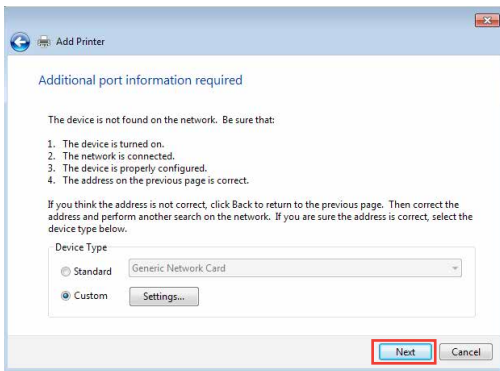 Add Printer
Additional port information required
The device is not found on the network. Be sure that:
1. The device is turned on.
2. The network is connected.
3. The device is properly configured.
4. The address on the previous page is correct.
If you think the address is not correct, click Back to return to the previous page. Then correct the
address and perform another search on the network. If you are sure the address is correct, select the
device type below.
Device Type
Standard Generic Network Card
Custom Settings...
Next Cancel